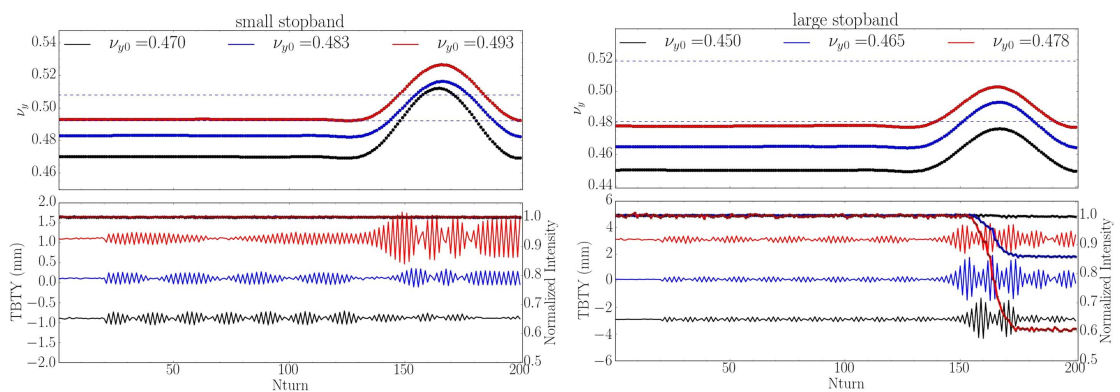 small stopband
ν_y0 =0.470 ν_y0 =0.483 ν_y0 =0.493
0.54
0.52
0.50
0.48
0.46
ν_y
2.0
1.5
1.0
0.5
0.0
−0.5
−1.0
−1.5
−2.0
TBTY (mm)
1.0
0.9
0.8
0.7
0.6
0.5
Normalized Intensity
50 100 150 200
Nturn
large stopband
ν_y0 =0.450 ν_y0 =0.465 ν_y0 =0.478
0.52
0.50
0.48
0.46
0.44
ν_y
6
4
2
0
−2
−4
−6
TBTY (mm)
1.0
0.9
0.8
0.7
0.6
0.5
Normalized Intensity
50 100 150 200
Nturn